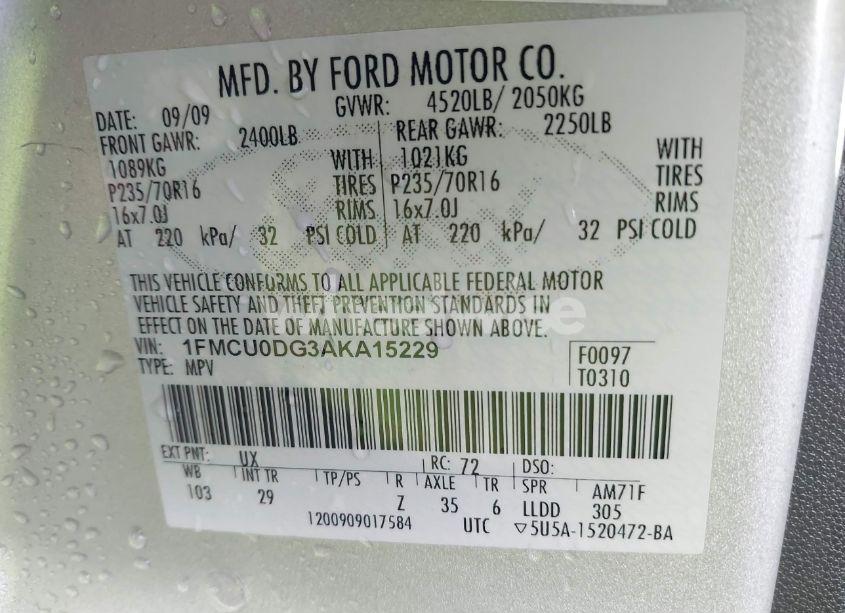 MFD. BY FORD MOTOR CO.
DATE: 09/09 GVWR: 4520LB/ 2050KG
FRONT GAWR: 2400LB REAR GAWR: 2250LB
1089KG WITH 1021KG WITH
P235/70R16 TIRES P235/70R16 TIRES
16x7.0J RIMS 16x7.0J RIMS
AT 220 kPa/ 32 PSI COLD AT 220 kPa/ 32 PSI COLD
THIS VEHICLE CONFORMS TO ALL APPLICABLE FEDERAL MOTOR
VEHICLE SAFETY AND THEFT PREVENTION STANDARDS IN
EFFECT ON THE DATE OF MANUFACTURE SHOWN ABOVE.
VIN: 1FMCU0DG3AKA15229 F0097
TYPE: MPV T0310
EXT PNT: UX RC: 72 DSO:
WB INT TR TP/PS R AXLE TR SPR AM71F
103 29 Z 35 6 LLDD 305
1200909017584 UTC ▽5U5A-1520472-BA